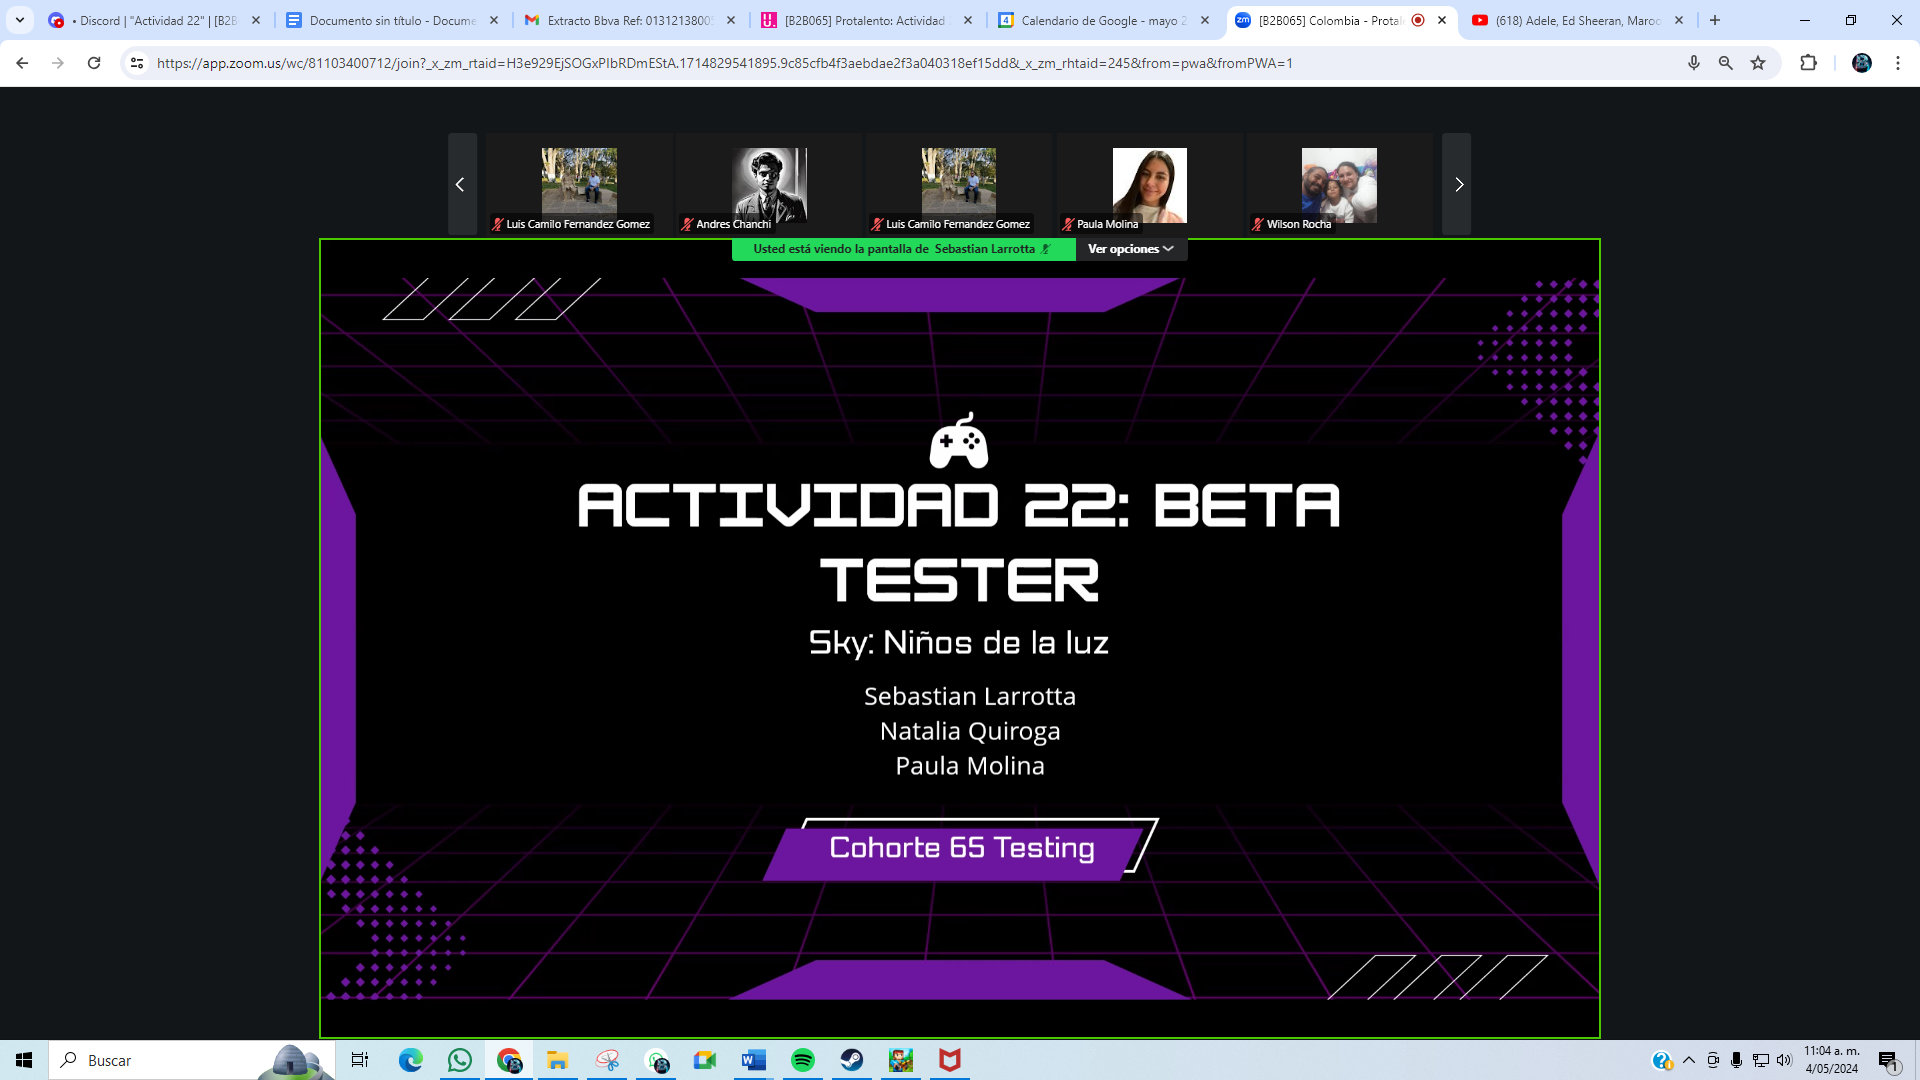 • Discord | "Actividad 22" | [B2B
Documento sin título - Docume
Extracto Bbva Ref: 0131213800
[B2B065] Protalento: Actividad
Calendario de Google - mayo 2
[B2B065] Colombia - Protal
(618) Adele, Ed Sheeran, Maroo
https://app.zoom.us/wc/81103400712/join?_x_zm_rtaid=H3e929EjSOGxPIbRDmEStA.1714829541895.9c85cfb4f3aebdae2f3a040318ef15dd&_x_zm_rhtaid=245&from=pwa&fromPWA=1
Luis Camilo Fernandez Gomez
Andres Chanchi
Luis Camilo Fernandez Gomez
Paula Molina
Wilson Rocha
Usted está viendo la pantalla de Sebastian Larrotta
Ver opciones
ACTIVIDAD 22: BETA
TESTER
Sky: Niños de la luz
Sebastian Larrotta
Natalia Quiroga
Paula Molina
Cohorte 65 Testing
Buscar
11:04 a. m.
4/05/2024
1